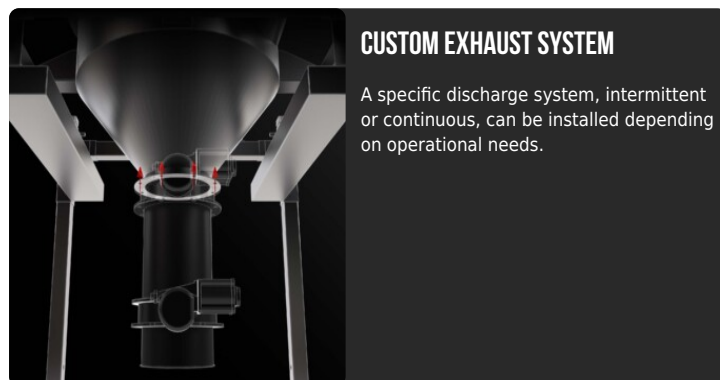 CUSTOM EXHAUST SYSTEM
A specific discharge system, intermittent
or continuous, can be installed depending
on operational needs.